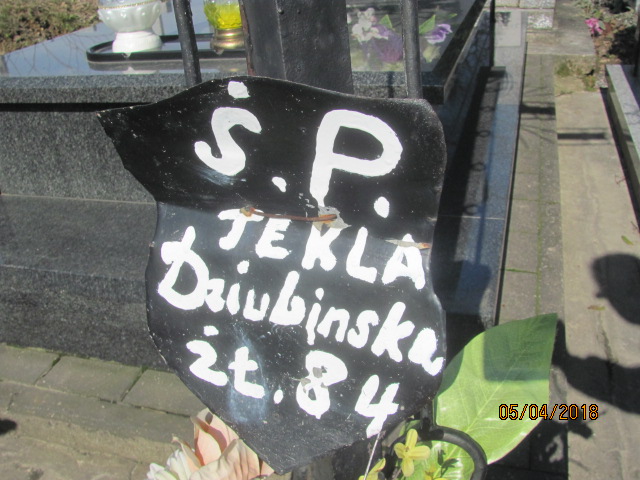 Ś. P.
TEKLA
Dziubinska
żt. 84
05/04/2018